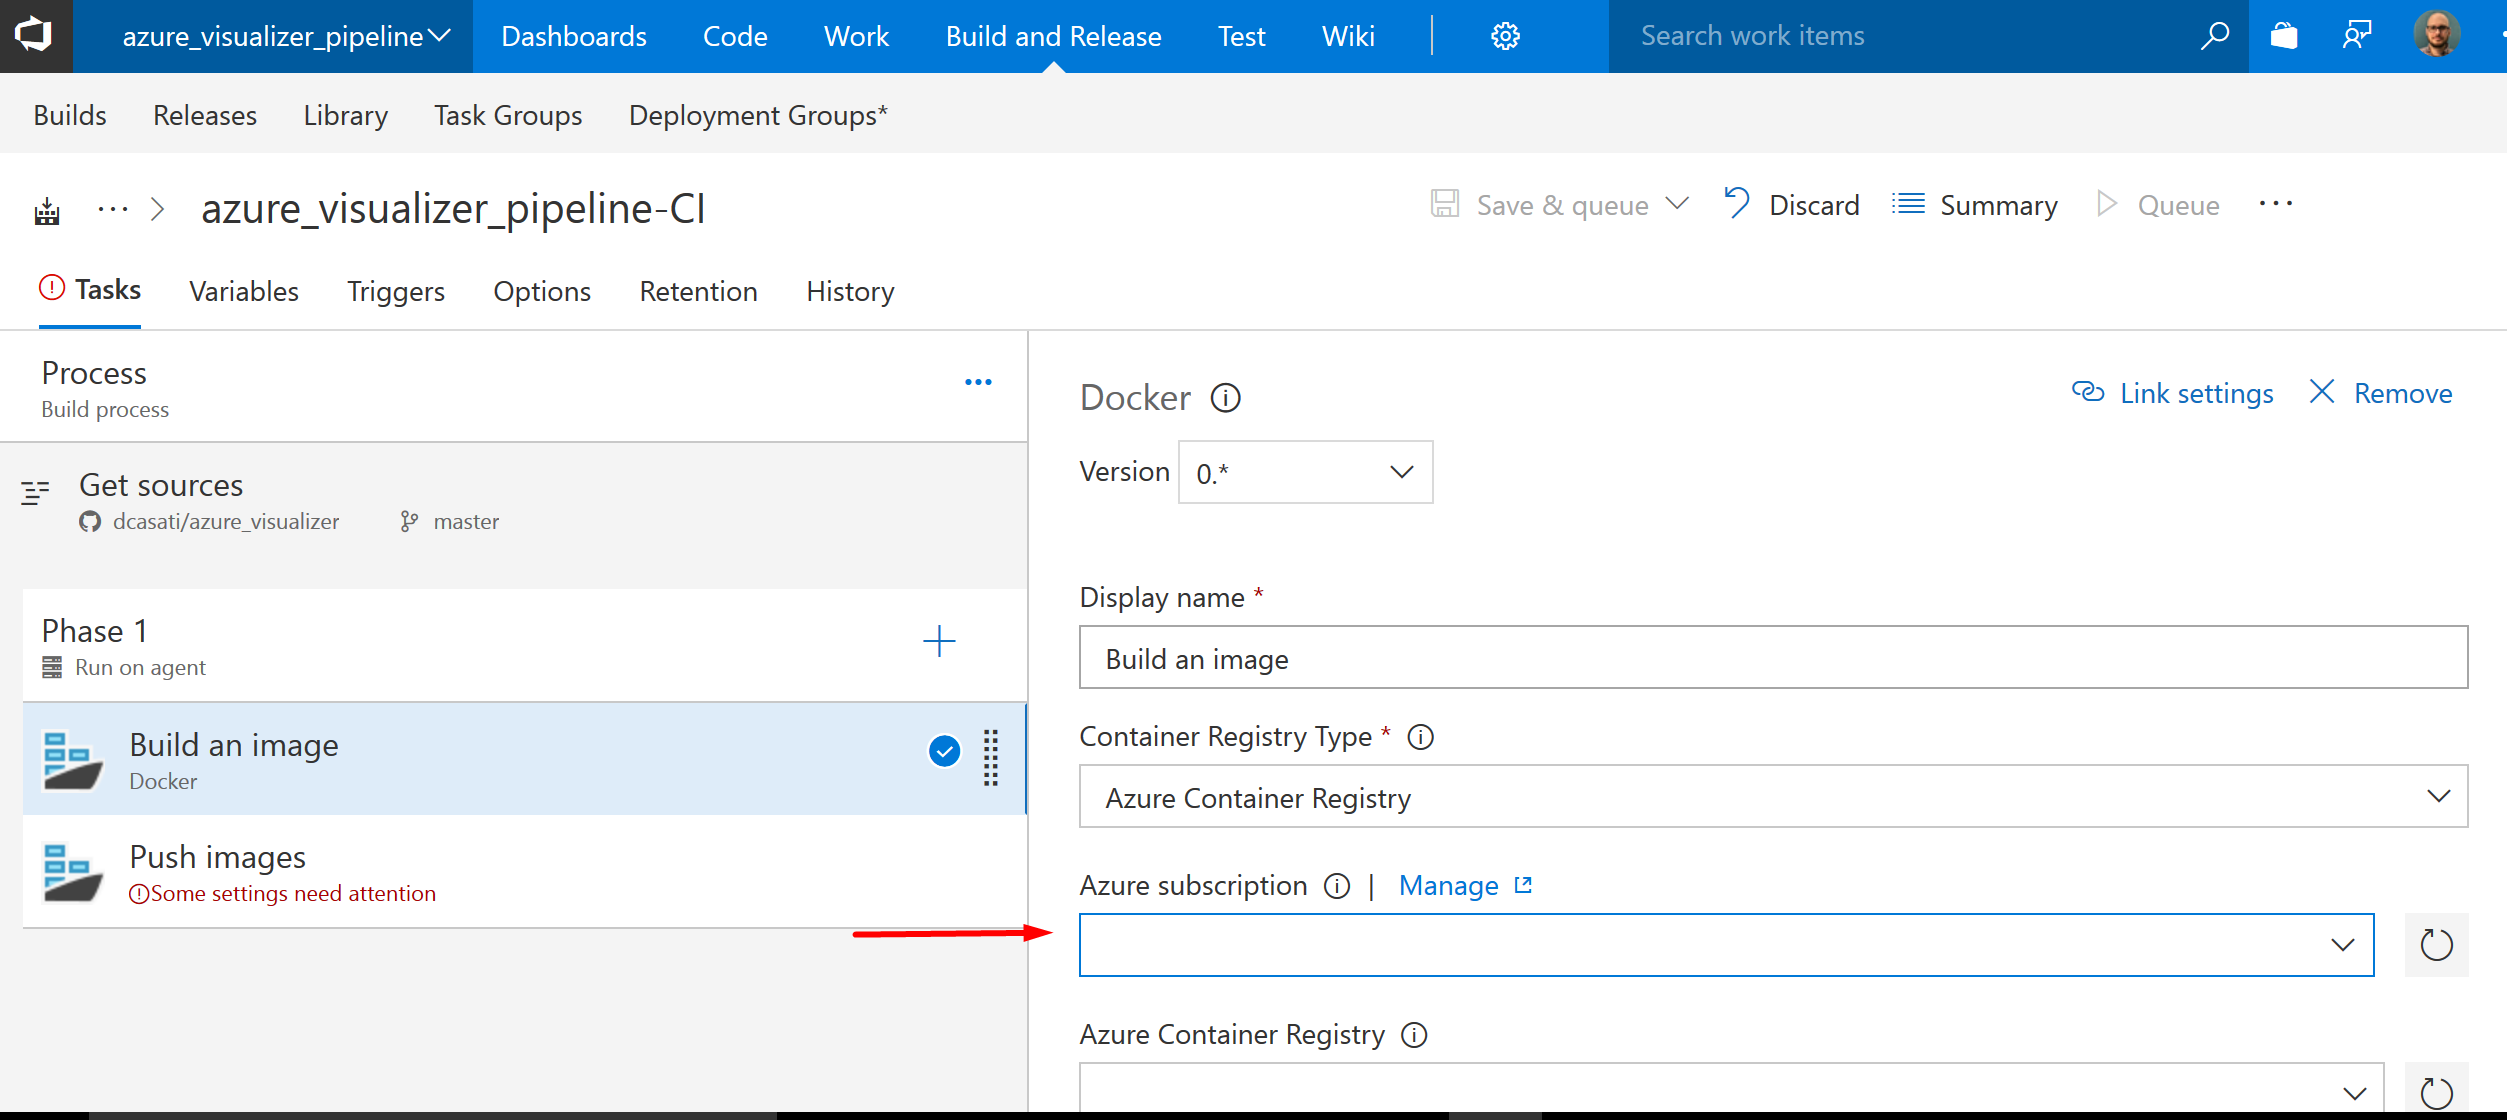 azure_visualizer_pipeline Dashboards Code Work Build and Release Test Wiki Search work items
Builds Releases Library Task Groups Deployment Groups*
... > azure_visualizer_pipeline-CI Save & queue Discard Summary Queue ...
Tasks Variables Triggers Options Retention History
Process
Build process
...
Get sources
dcasati/azure_visualizer master
Phase 1
Run on agent
Build an image
Docker
Push images
Some settings need attention
Docker Link settings Remove
Version 0.*
Display name *
Build an image
Container Registry Type *
Azure Container Registry
Azure subscription | Manage
Azure Container Registry